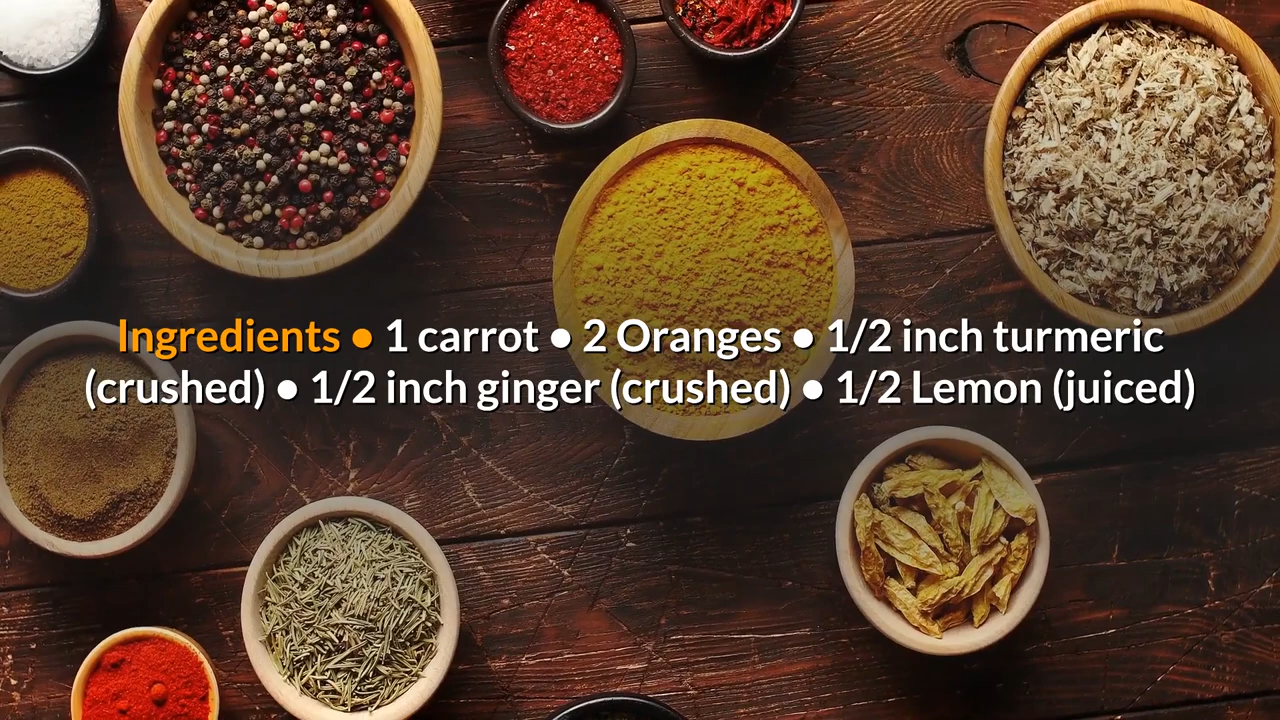 Ingredients ● 1 carrot ● 2 Oranges ● 1/2 inch turmeric
(crushed) ● 1/2 inch ginger (crushed) ● 1/2 Lemon (juiced)